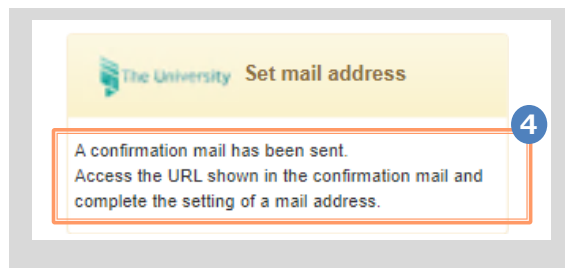 The University Set mail address
4
A confirmation mail has been sent.
Access the URL shown in the confirmation mail and
complete the setting of a mail address.